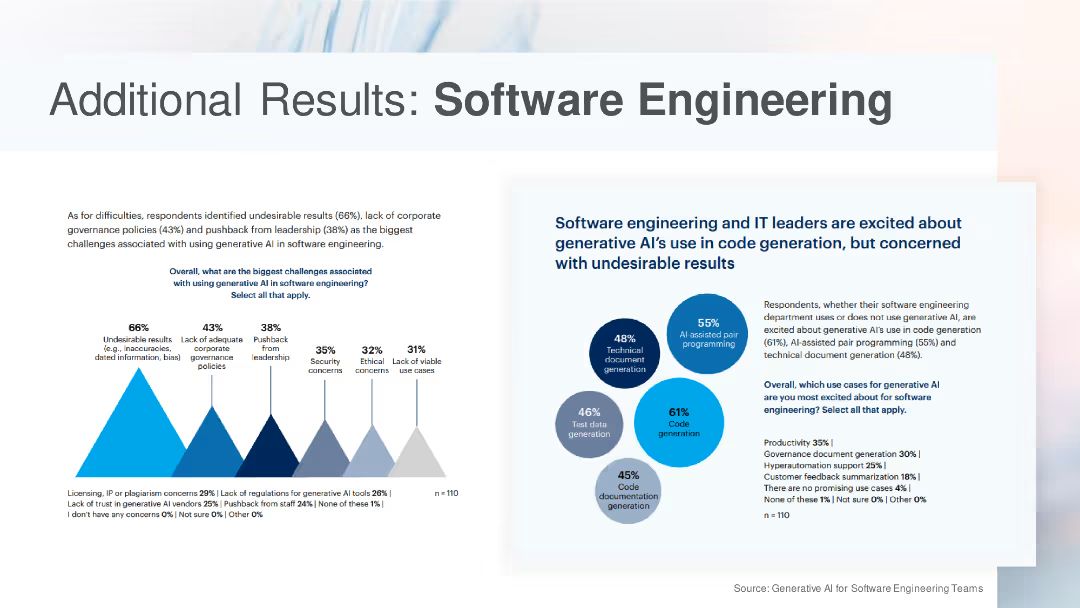 Additional Results: Software Engineering
As for difficulties, respondents identified undesirable results (66%), lack of corporate
governance policies (43%) and pushback from leadership (38%) as the biggest
challenges associated with using generative AI in software engineering.
Overall, what are the biggest challenges associated
with using generative AI in software engineering?
Select all that apply.
66%
Undesirable results
(e.g., inaccuracies,
dated information, bias)
43%
Lack of adequate
corporate
governance
policies
38%
Pushback
from
leadership
35%
Security
concerns
32%
Ethical
concerns
31%
Lack of viable
use cases
Licensing, IP or plagiarism concerns 29% | Lack of regulations for generative AI tools 26% |
Lack of trust in generative AI vendors 25% | Pushback from staff 24% | None of these 1% |
I don't have any concerns 0% | Not sure 0% | Other 0%
n = 110
Software engineering and IT leaders are excited about
generative AI's use in code generation, but concerned
with undesirable results
55%
AI-assisted pair
programming
48%
Technical
document
generation
46%
Test data
generation
61%
Code
generation
45%
Code
documentation
generation
Respondents, whether their software engineering
department uses or does not use generative AI, are
excited about generative AI's use in code generation
(61%), AI-assisted pair programming (55%) and
technical document generation (48%).
Overall, which use cases for generative AI
are you most excited about for software
engineering? Select all that apply.
Productivity 35% |
Governance document generation 30% |
Hyperautomation support 25% |
Customer feedback summarization 18% |
There are no promising use cases 4% |
None of these 1% | Not sure 0% | Other 0%
n = 110
Source: Generative AI for Software Engineering Teams